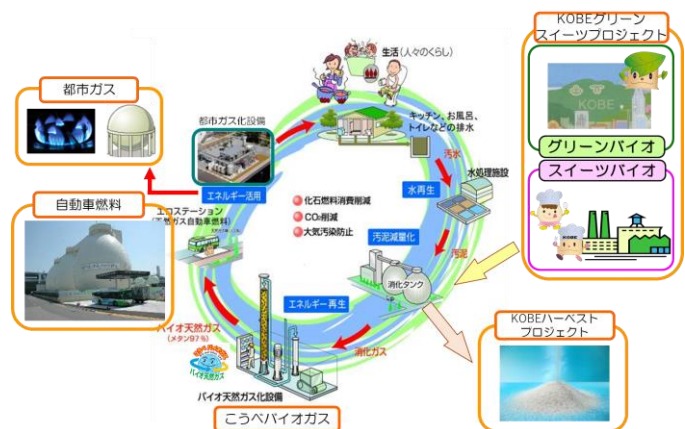 KOBEグリーン
スイーツプロジェクト
KOBE
グリーンバイオ
スイーツバイオ
生活(人々のくらし)
都市ガス
都市ガス化設備
キッチン、お風呂、
トイレなどの排水
汚水
水処理施設
水再生
エネルギー活用
自動車燃料
エコステーション
(天然ガス自動車燃料)
化石燃料消費削減
CO₂削減
大気汚染防止
汚泥減量化
汚泥
消化タンク
エネルギー再生
バイオ天然ガス
(メタン97%)
消化ガス
バイオ天然ガス
バイオ天然ガス化設備
こうべバイオガス
KOBEハーベスト
プロジェクト